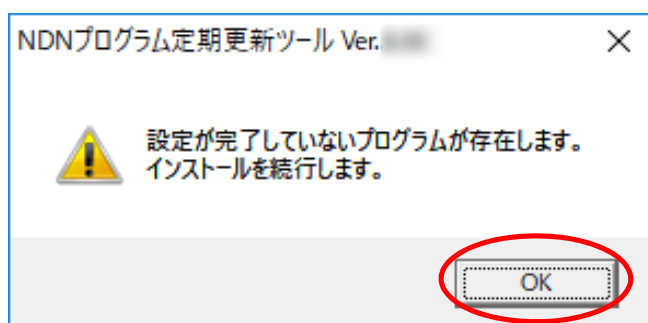 NDNプログラム定期更新ツール Ver.
設定が完了していないプログラムが存在します。
インストールを続行します。
OK